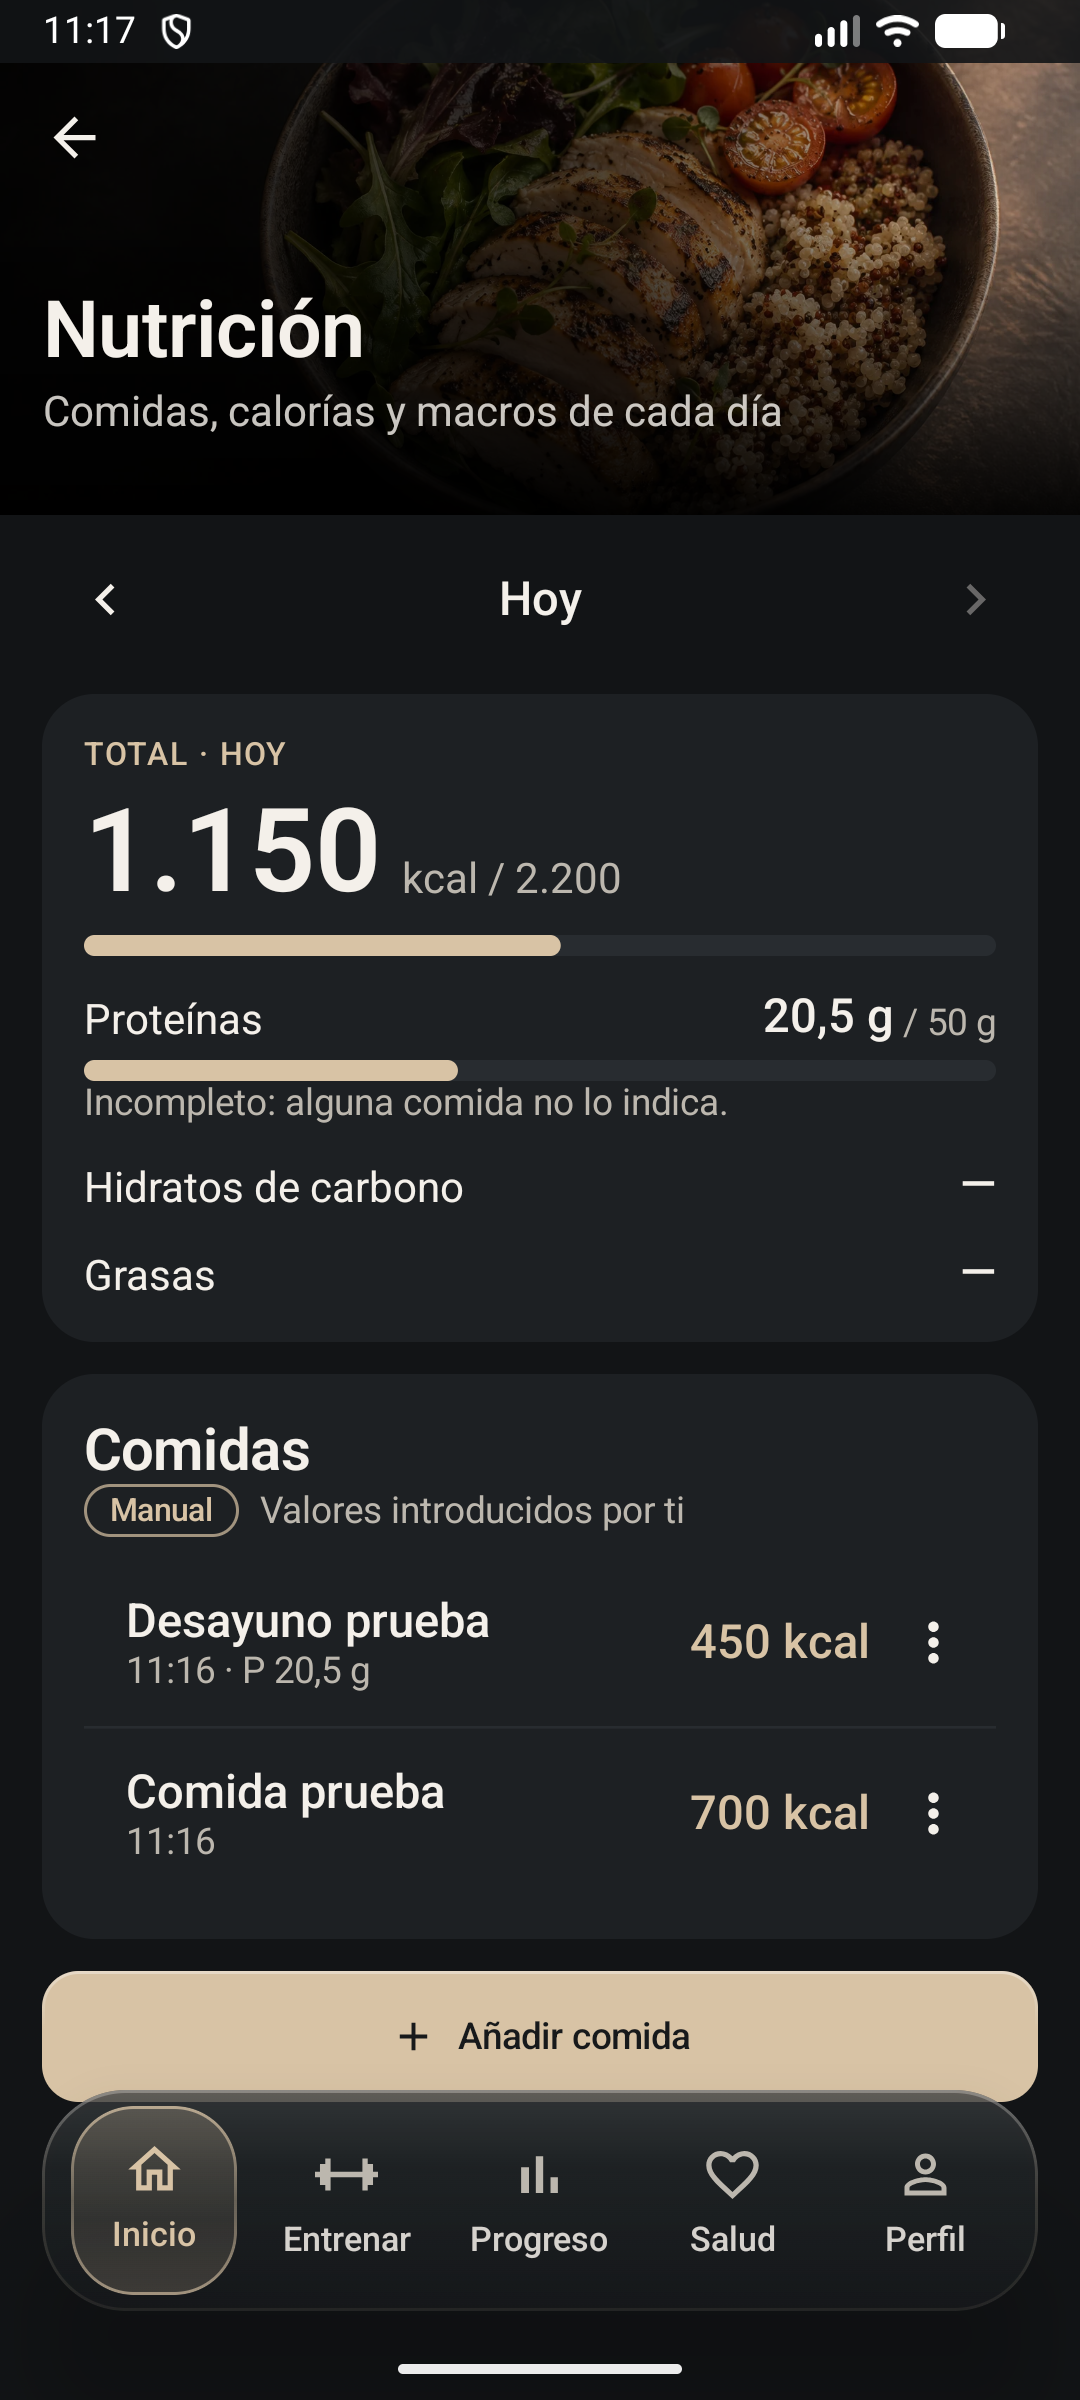 11:17
Nutrición
Comidas, calorías y macros de cada día
Hoy
TOTAL · HOY
1.150 kcal / 2.200
Proteínas 20,5 g / 50 g
Incompleto: alguna comida no lo indica.
Hidratos de carbono —
Grasas —
Comidas
Manual Valores introducidos por ti
Desayuno prueba 450 kcal
11:16 · P 20,5 g
Comida prueba 700 kcal
11:16
+ Añadir comida
Inicio Entrenar Progreso Salud Perfil